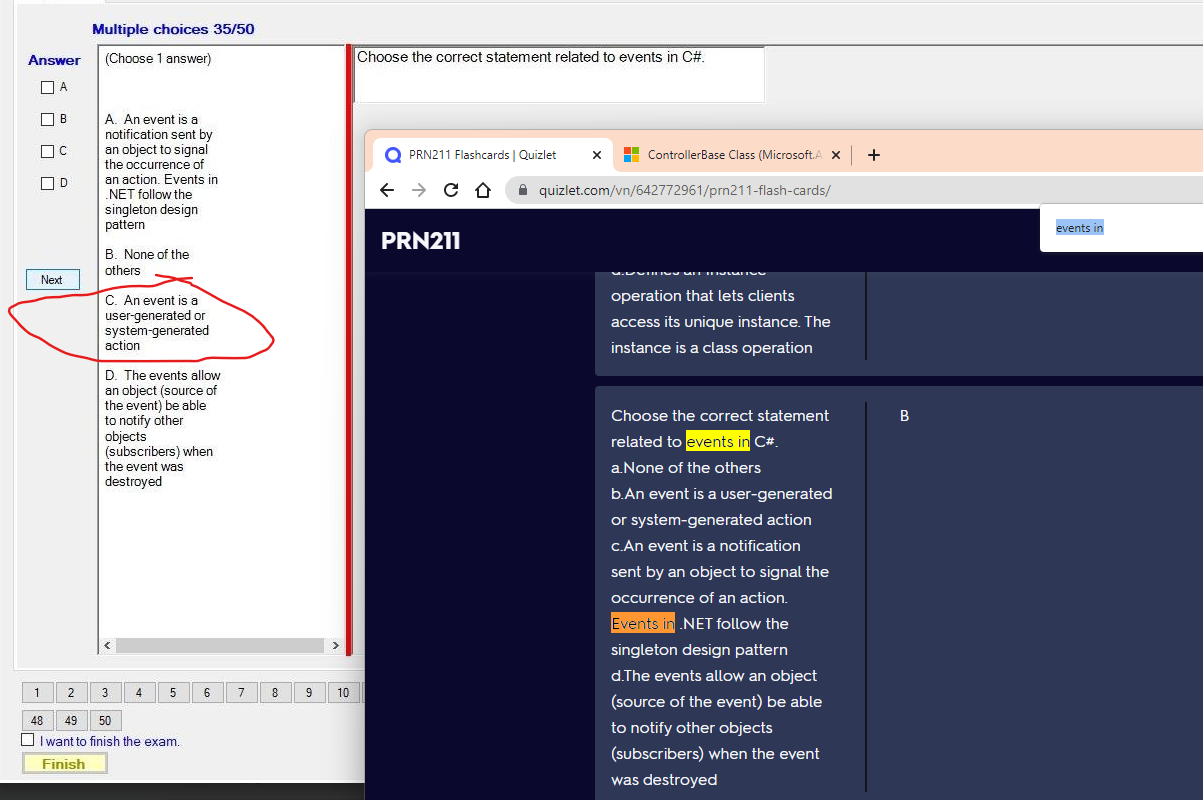 Multiple choices 35/50
Answer
A
B
C
D
Next
(Choose 1 answer)
A.  An event is a
notification sent by
an object to signal
the occurrence of
an action. Events in
.NET follow the
singleton design
pattern
B.  None of the
others
C.  An event is a
user-generated or
system-generated
action
D.  The events allow
an object (source of
the event) be able
to notify other
objects
(subscribers) when
the event was
destroyed
Choose the correct statement related to events in C#.
1 2 3 4 5 6 7 8 9 10
48 49 50
I want to finish the exam.
Finish
PRN211 Flashcards | Quizlet
ControllerBase Class (Microsoft.A
quizlet.com/vn/642772961/prn211-flash-cards/
events in
PRN211
d.Defines an instance
operation that lets clients
access its unique instance. The
instance is a class operation
Choose the correct statement
related to events in C#.
a.None of the others
b.An event is a user-generated
or system-generated action
c.An event is a notification
sent by an object to signal the
occurrence of an action.
Events in .NET follow the
singleton design pattern
d.The events allow an object
(source of the event) be able
to notify other objects
(subscribers) when the event
was destroyed
B